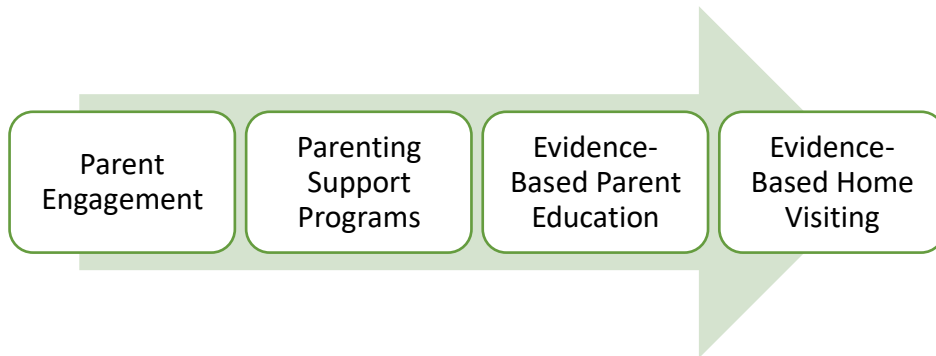 Parent
Engagement
Parenting
Support
Programs
Evidence-
Based Parent
Education
Evidence-
Based Home
Visiting